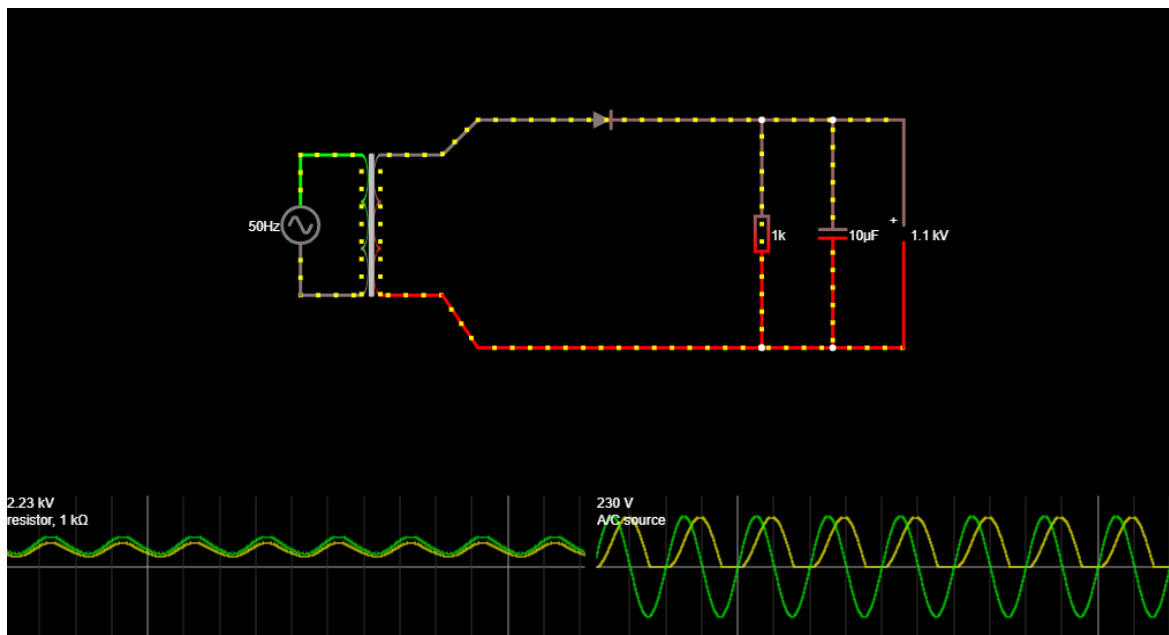 50Hz
1k
10µF
+
1.1 kV
2.23 kV
resistor, 1 kΩ
230 V
A/C source